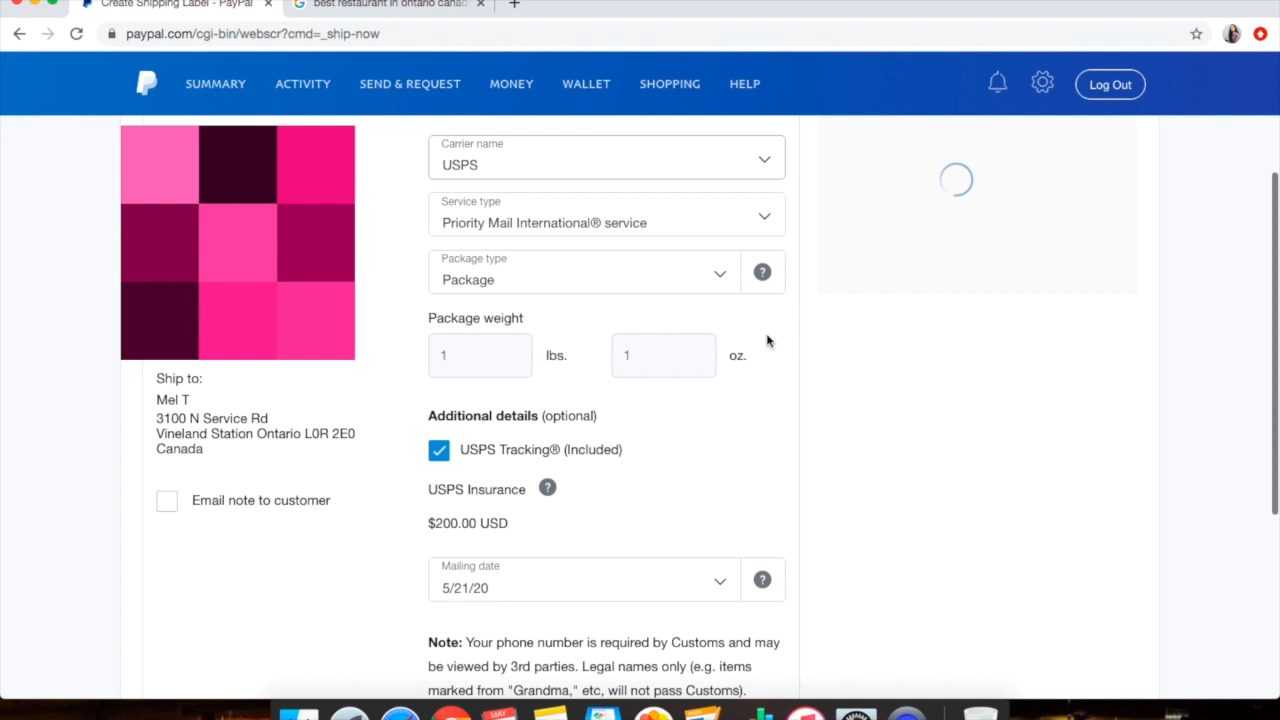 Create Shipping Label - PayPal
best restaurant in ontario canad
paypal.com/cgi-bin/webscr?cmd=_ship-now
SUMMARY ACTIVITY SEND & REQUEST MONEY WALLET SHOPPING HELP
Log Out
Carrier name
USPS
Service type
Priority Mail International® service
Package type
Package
?
Package weight
1 lbs. 1 oz.
Ship to:
Mel T
3100 N Service Rd
Vineland Station Ontario L0R 2E0
Canada
Email note to customer
Additional details (optional)
USPS Tracking® (Included)
USPS Insurance ?
$200.00 USD
Mailing date
5/21/20
?
Note: Your phone number is required by Customs and may
be viewed by 3rd parties. Legal names only (e.g. items
marked from "Grandma," etc, will not pass Customs).
MAY